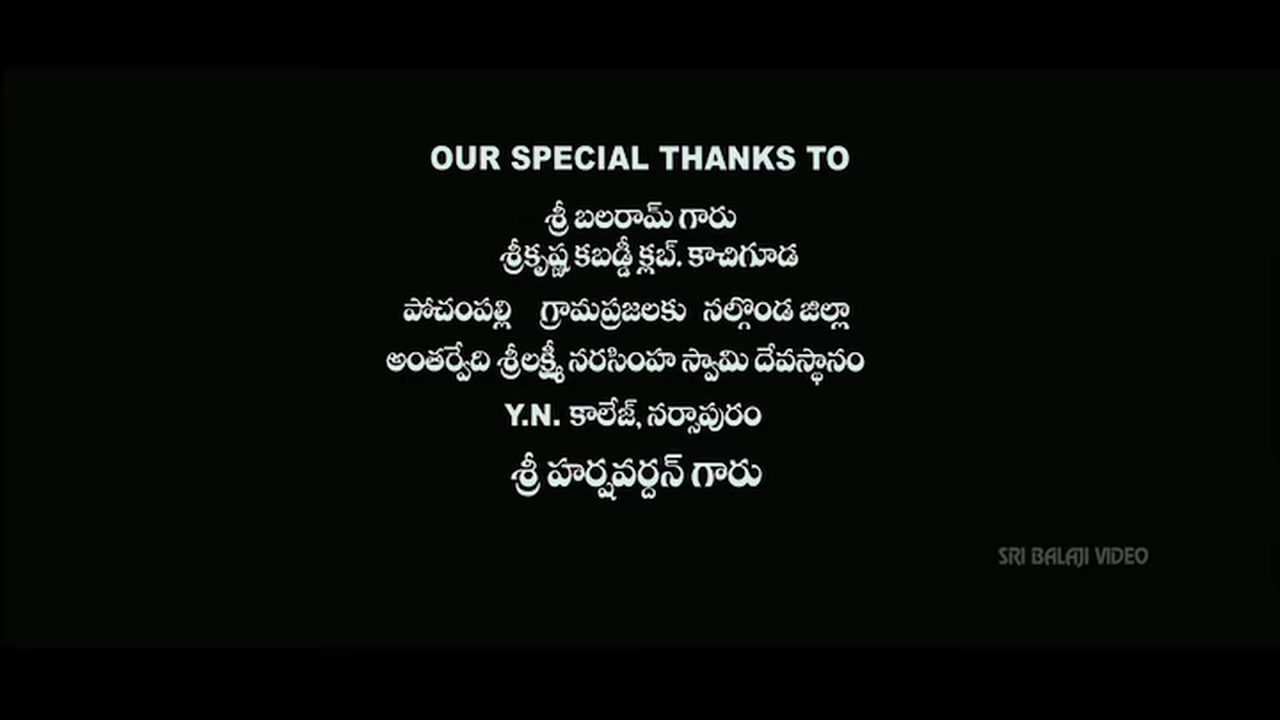 OUR SPECIAL THANKS TO
శ్రీ బలరామ్ గారు
శ్రీకృష్ణ కబడ్డీ క్లబ్. కాచిగూడ
పోచంపల్లి గ్రామప్రజలకు నల్గొండ జిల్లా
అంతర్వేది శ్రీలక్ష్మీ నరసింహ స్వామి దేవస్థానం
Y.N. కాలేజ్, నర్సాపురం
శ్రీ హర్షవర్దన్ గారు
SRI BALAJI VIDEO